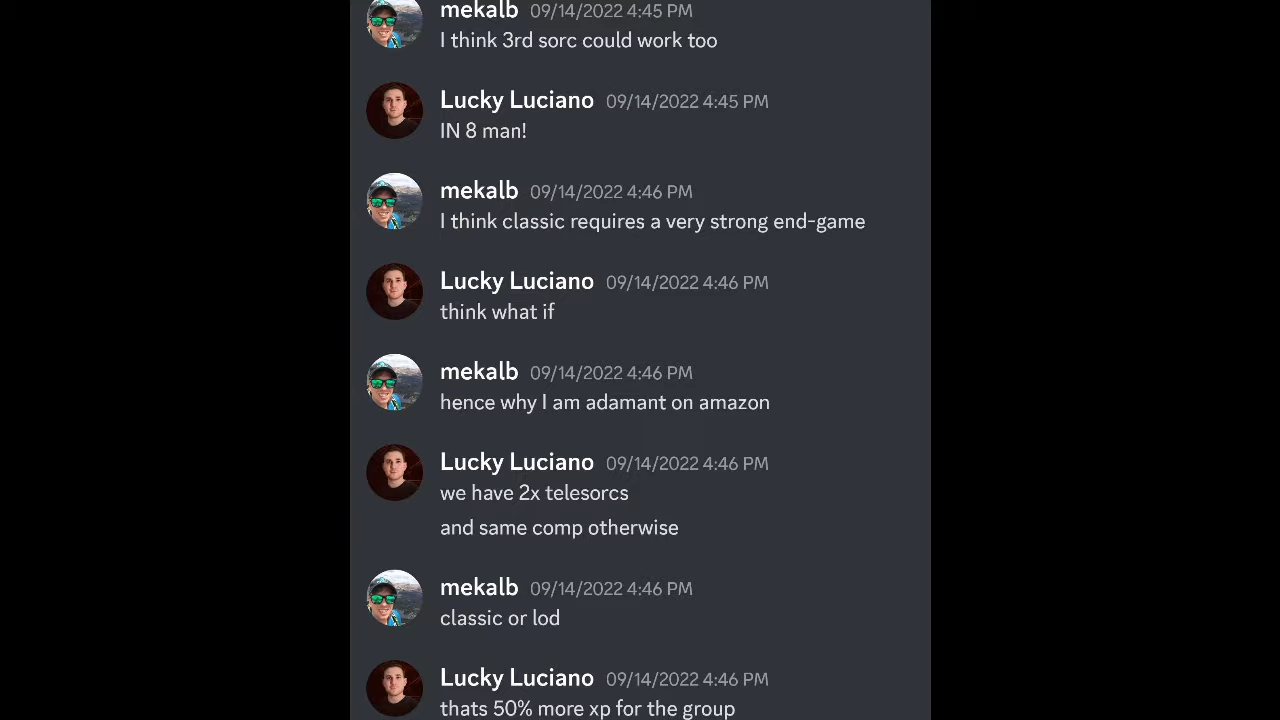 mekalb 09/14/2022 4:45 PM
I think 3rd sorc could work too
Lucky Luciano 09/14/2022 4:45 PM
IN 8 man!
mekalb 09/14/2022 4:46 PM
I think classic requires a very strong end-game
Lucky Luciano 09/14/2022 4:46 PM
think what if
mekalb 09/14/2022 4:46 PM
hence why I am adamant on amazon
Lucky Luciano 09/14/2022 4:46 PM
we have 2x telesorcs
and same comp otherwise
mekalb 09/14/2022 4:46 PM
classic or lod
Lucky Luciano 09/14/2022 4:46 PM
thats 50% more xp for the group